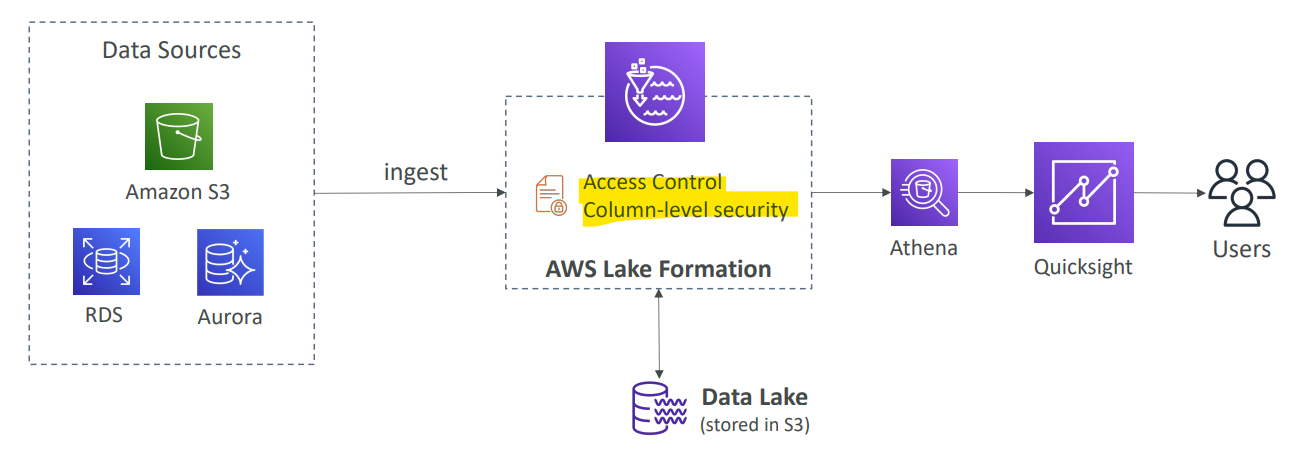 Data Sources
Amazon S3
RDS
Aurora
ingest
Access Control
Column-level security
AWS Lake Formation
Data Lake
(stored in S3)
Athena
Quicksight
Users